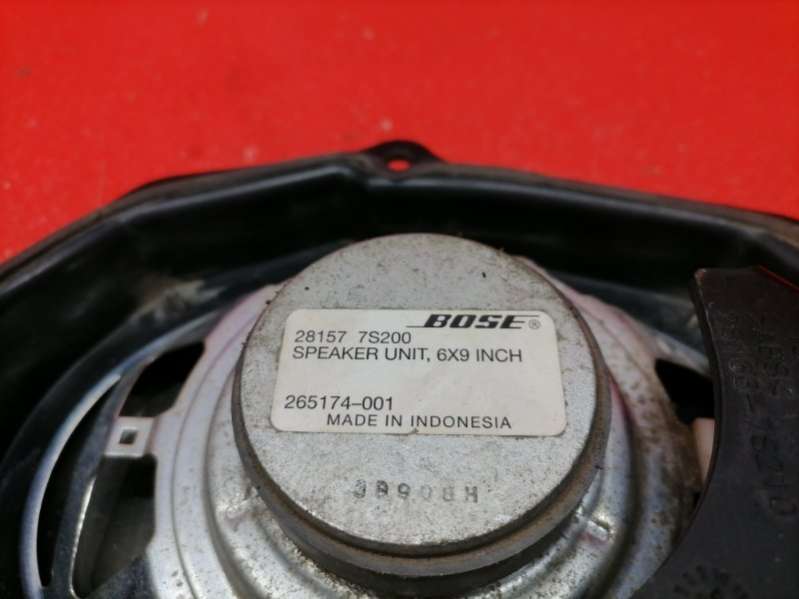 BOSE®
28157 7S200
SPEAKER UNIT, 6X9 INCH
265174–001
MADE IN INDONESIA